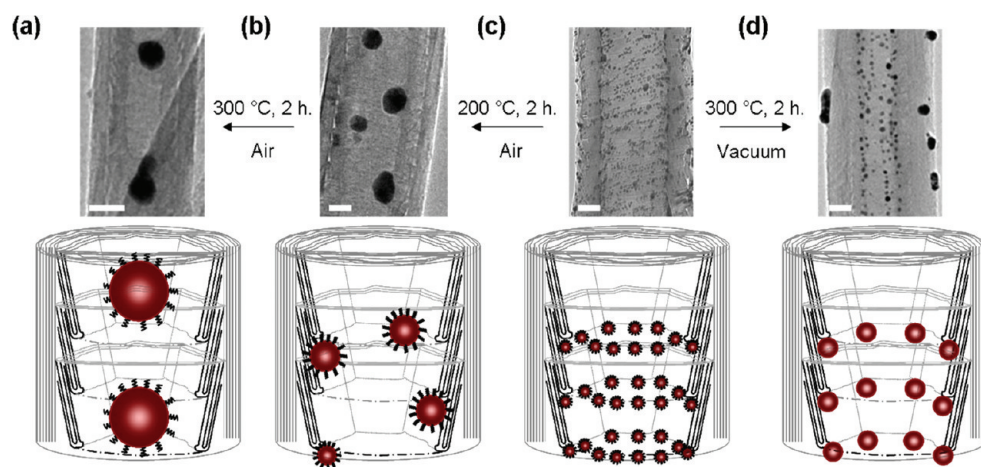 (a)
(b)
(c)
(d)
300 °C, 2 h.
Air
200 °C, 2 h.
Air
300 °C, 2 h.
Vacuum